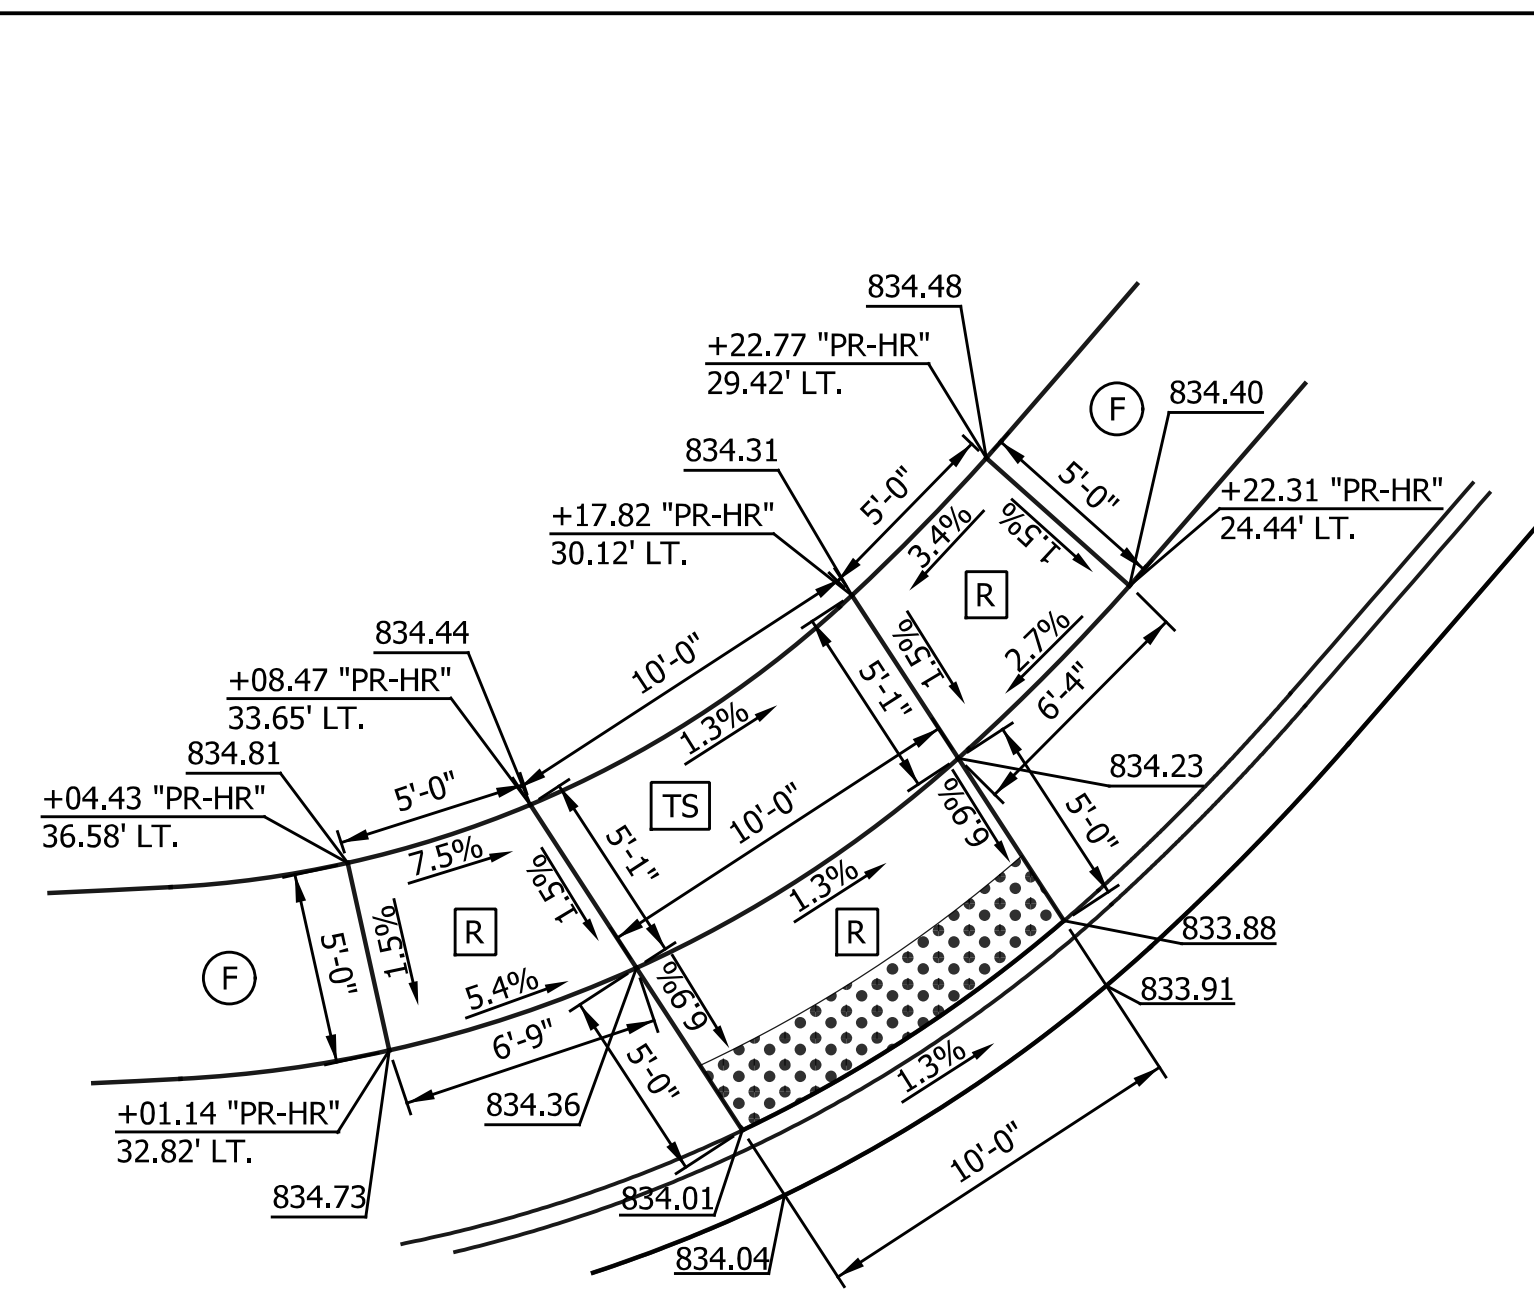 834.48
+22.77 "PR-HR"
29.42' LT.
834.40
F
834.31
5'-0"
5'-0"
+22.31 "PR-HR"
24.44' LT.
+17.82 "PR-HR"
30.12' LT.
3.4%
1.5%
R
834.44
10'-0"
1.5%
2.7%
+08.47 "PR-HR"
33.65' LT.
5'-1"
6'-4"
834.81
1.3%
834.23
+04.43 "PR-HR"
36.58' LT.
5'-0"
TS
10'-0"
6.9%
5'-0"
7.5%
1.5%
5'-1"
1.3%
R
R
833.88
1.5%
5'-0"
F
5.4%
6.9%
833.91
6'-9"
5'-0"
1.3%
834.36
+01.14 "PR-HR"
32.82' LT.
10'-0"
834.73
834.01
834.04